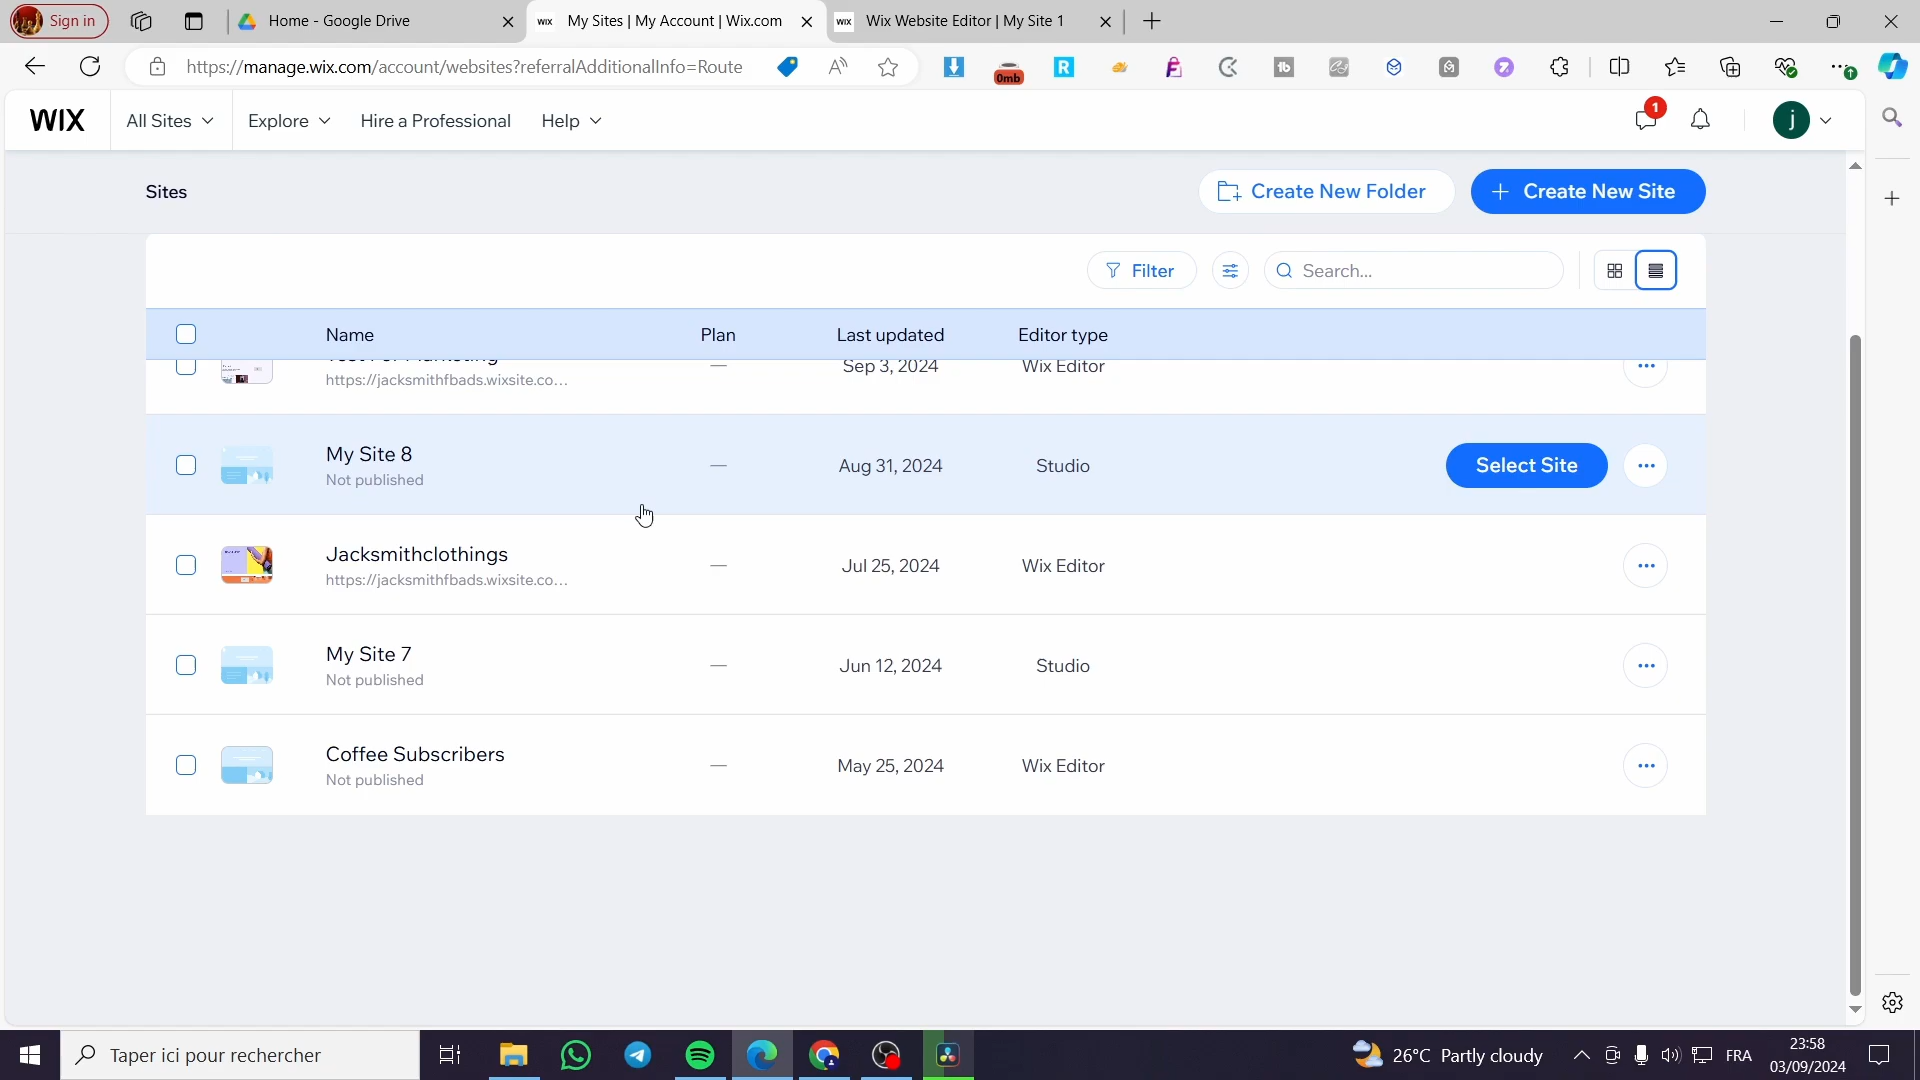 Sign in
Home - Google Drive
WIX My Sites | My Account | Wix.com
WIX Wix Website Editor | My Site 1
https://manage.wix.com/account/websites?referralAdditionalInfo=Route
0mb
R
tb
WIX
All Sites
Explore
Hire a Professional
Help
1
j
Sites
Create New Folder
+ Create New Site
Filter
Search...
Name
Plan
Last updated
Editor type
https://jacksmithfbads.wixsite.co...
—
Sep 3, 2024
Wix Editor
My Site 8
Not published
—
Aug 31, 2024
Studio
Select Site
Jacksmithclothings
https://jacksmithfbads.wixsite.co...
—
Jul 25, 2024
Wix Editor
My Site 7
Not published
—
Jun 12, 2024
Studio
Coffee Subscribers
Not published
—
May 25, 2024
Wix Editor
Taper ici pour rechercher
26°C Partly cloudy
FRA
23:58
03/09/2024